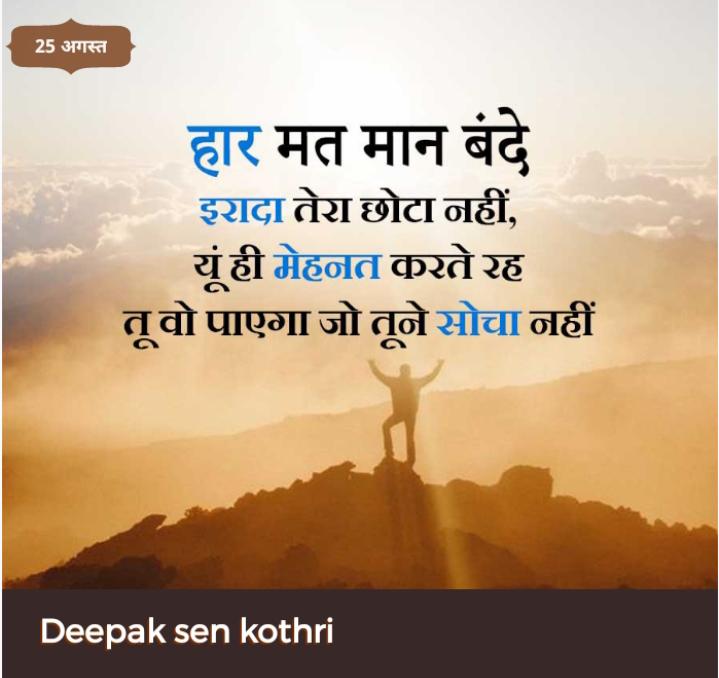 25 अगस्त
हार मत मान बंदे
इरादा तेरा छोटा नहीं,
यूं ही मेहनत करते रह
तू वो पाएगा जो तूने सोचा नहीं
Deepak sen kothri